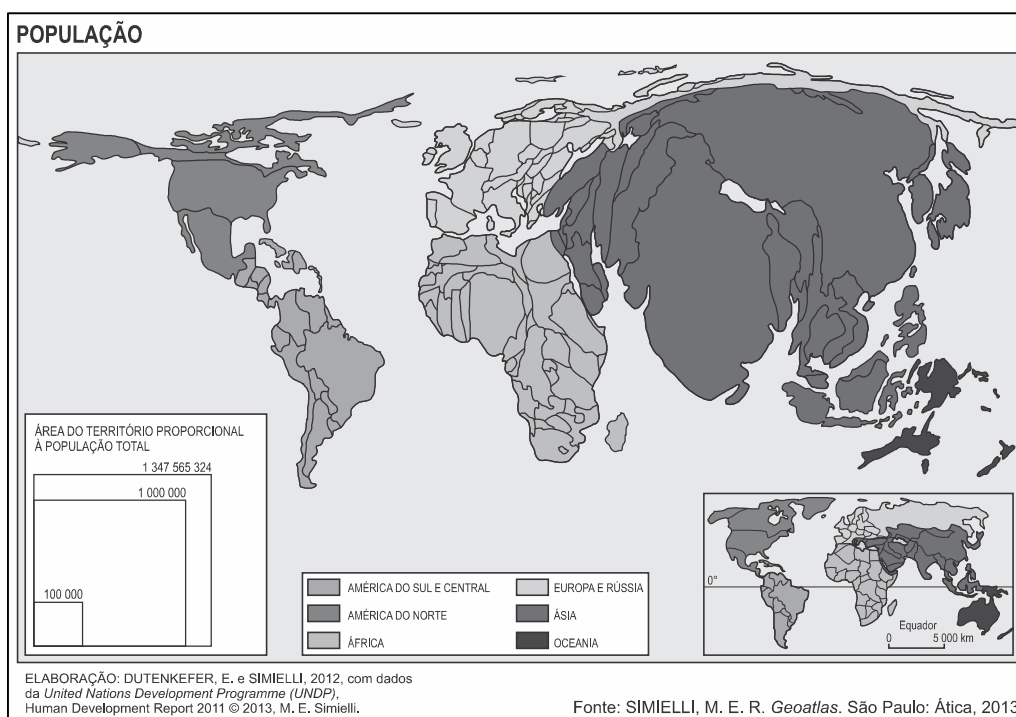 POPULAÇÃO
ÁREA DO TERRITÓRIO PROPORCIONAL
À POPULAÇÃO TOTAL
1 347 565 324
1 000 000
100 000
AMÉRICA DO SUL E CENTRAL
AMÉRICA DO NORTE
ÁFRICA
EUROPA E RÚSSIA
ÁSIA
OCEANIA
0°
Equador
0 5 000 km
ELABORAÇÃO: DUTENKEFER, E. e SIMIELLI, 2012, com dados
da United Nations Development Programme (UNDP),
Human Development Report 2011 © 2013, M. E. Simielli.
Fonte: SIMIELLI, M. E. R. Geoatlas. São Paulo: Ática, 2013